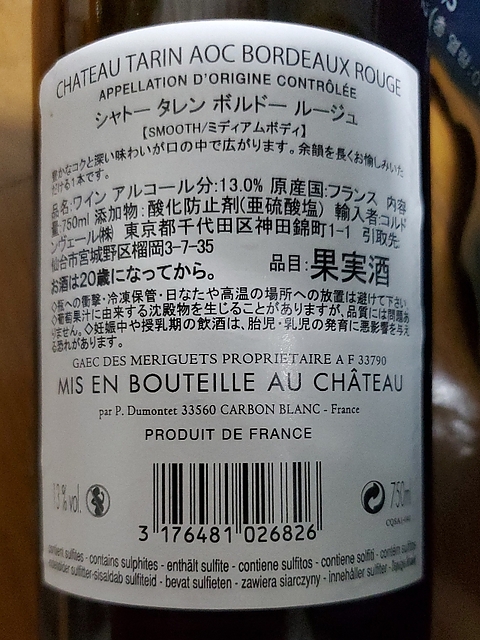 CHATEAU TARIN AOC BORDEAUX ROUGE
APPELLATION D'ORIGINE CONTRÔLÉE
シャトー タレン ボルドー ルージュ
【SMOOTH/ミディアムボディ】
豊かなコクと深い味わいが口の中で広がります。余韻を長くお愉しみいた
だける1本です。
品名:ワイン アルコール分:13.0% 原産国:フランス 内容
量:750ml 添加物:酸化防止剤(亜硫酸塩) 輸入者:コルド
ンヴェール㈱ 東京都千代田区神田錦町1-1 引取先:
仙台市宮城野区榴岡3-7-35
お酒は20歳になってから。 品目:果実酒
◇瓶への衝撃・冷凍保管・日なたや高温の場所への放置は避けて下さい。
◇葡萄果汁に由来する沈殿物を生じることがありますが、品質には問題あ
りません。◇妊娠中や授乳期の飲酒は、胎児・乳児の発育に悪影響を与え
る恐れがあります。
GAEC DES MERIGUETS PROPRIÉTAIRE A F 33790
MIS EN BOUTEILLE AU CHÂTEAU
par P. Dumontet 33560 CARBON BLANC - France
PRODUIT DE FRANCE
13 % vol. 750ml
3 176481 026826
contient sulfites - contains sulphites - enthält sulfite - contiene sulfitos - contiene solfiti - contém
sisaldab sulfiteid - bevat sulfieten - zawiera siarczyny - innehåller sulfiter